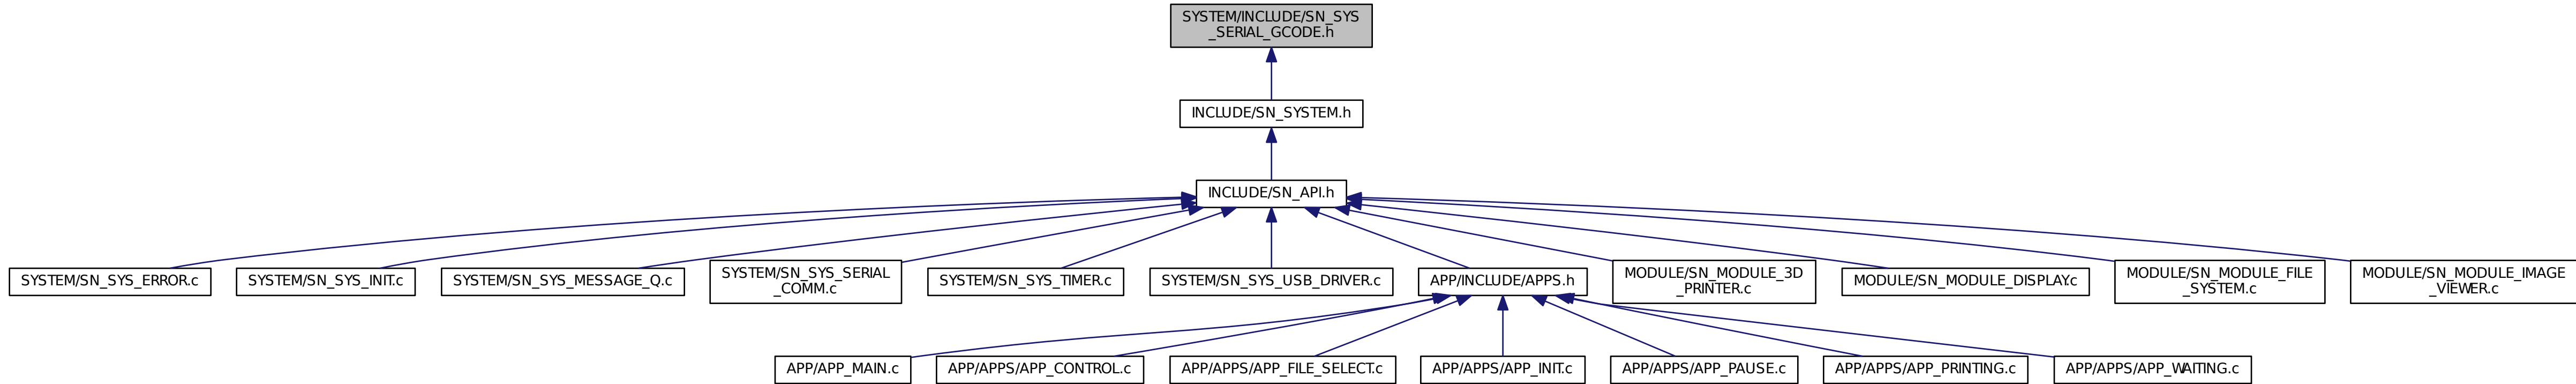 SYSTEM/INCLUDE/SN_SYS
_SERIAL_GCODE.h
INCLUDE/SN_SYSTEM.h
INCLUDE/SN_API.h
SYSTEM/SN_SYS_ERROR.c
SYSTEM/SN_SYS_INIT.c
SYSTEM/SN_SYS_MESSAGE_Q.c
SYSTEM/SN_SYS_SERIAL
_COMM.c
SYSTEM/SN_SYS_TIMER.c
SYSTEM/SN_SYS_USB_DRIVER.c
APP/INCLUDE/APPS.h
MODULE/SN_MODULE_3D
_PRINTER.c
MODULE/SN_MODULE_DISPLAY.c
MODULE/SN_MODULE_FILE
_SYSTEM.c
MODULE/SN_MODULE_IMAGE
_VIEWER.c
APP/APP_MAIN.c
APP/APPS/APP_CONTROL.c
APP/APPS/APP_FILE_SELECT.c
APP/APPS/APP_INIT.c
APP/APPS/APP_PAUSE.c
APP/APPS/APP_PRINTING.c
APP/APPS/APP_WAITING.c